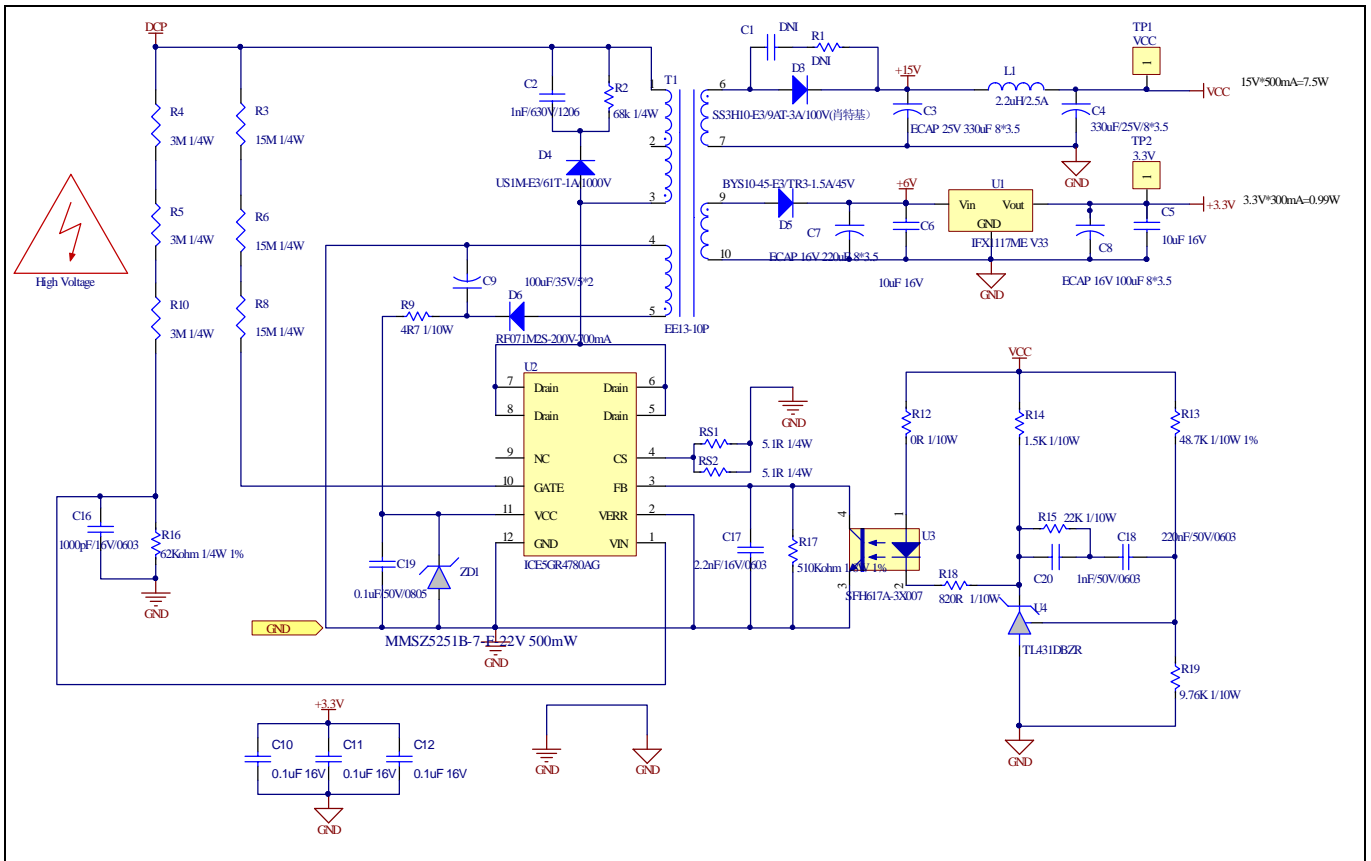 DCP
R4
3M 1/4W
R3
15M 1/4W
R5
3M 1/4W
R6
15M 1/4W
R10
3M 1/4W
R8
15M 1/4W
High Voltage
C2
1nF/630V/1206
R2
68k 1/4W
D4
US1M-E3/61T-1A/1000V
T1
1
2
3
4
5
6
7
9
10
EE13-10P
C1
DNI
R1
DNI
D3
SS3H10-E3/9AT-3A/100V(肖特基)
+15V
C3
ECAP 25V 330uF 8*3.5
L1
2.2uH/2.5A
C4
330uF/25V/8*3.5
GND
TP1
VCC
1
VCC
15V*500mA=7.5W
BYS10-45-E3/TR3-1.5A/45V
D5
C7
ECAP 16V 220uF 8*3.5
+6V
C6
10uF 16V
U1
Vin
Vout
GND
IFX1117ME V33
GND
TP2
3.3V
1
+3.3V
3.3V*300mA=0.99W
C5
10uF 16V
C8
ECAP 16V 100uF 8*3.5
C9
100uF/35V/5*2
R9
4R7 1/10W
D6
RF071M2S-200V-700mA
U2
7
Drain
Drain
6
8
Drain
Drain
5
9
NC
CS
4
10
GATE
FB
3
11
VCC
VERR
2
12
GND
VIN
1
ICE5GR4780AG
RS1
5.1R 1/4W
RS2
5.1R 1/4W
GND
C16
1000pF/16V/0603
R16
62Kohm 1/4W 1%
GND
C19
0.1uF/50V/0805
ZD1
MMSZ5251B-7-F-22V 500mW
GND
GND
C17
2.2nF/16V/0603
R17
510Kohm 1/8W 1%
U3
4
3
1
2
SFH617A-3X007
VCC
R12
0R 1/10W
R14
1.5K 1/10W
R13
48.7K 1/10W 1%
R15
22K 1/10W
C18
220nF/50V/0603
C20
1nF/50V/0603
R18
820R 1/10W
U4
TL431DBZR
R19
9.76K 1/10W
GND
+3.3V
C10
0.1uF 16V
C11
0.1uF 16V
C12
0.1uF 16V
GND
GND
GND